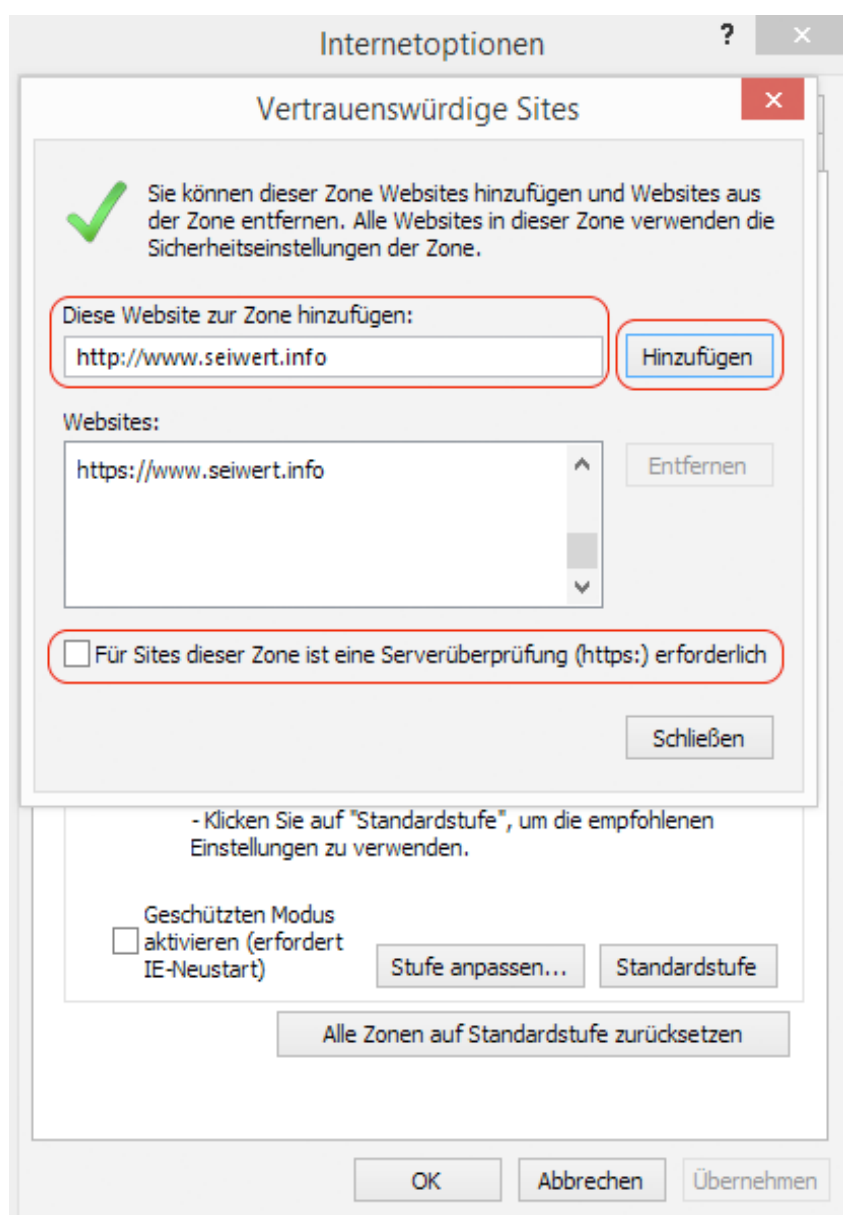 Internetoptionen
?
Vertrauenswürdige Sites
Sie können dieser Zone Websites hinzufügen und Websites aus
der Zone entfernen. Alle Websites in dieser Zone verwenden die
Sicherheitseinstellungen der Zone.
Diese Website zur Zone hinzufügen:
http://www.seiwert.info
Hinzufügen
Websites:
https://www.seiwert.info
Entfernen
Für Sites dieser Zone ist eine Serverüberprüfung (https:) erforderlich
Schließen
- Klicken Sie auf "Standardstufe", um die empfohlenen
Einstellungen zu verwenden.
Geschützten Modus
aktivieren (erfordert
IE-Neustart)
Stufe anpassen...
Standardstufe
Alle Zonen auf Standardstufe zurücksetzen
OK
Abbrechen
Übernehmen